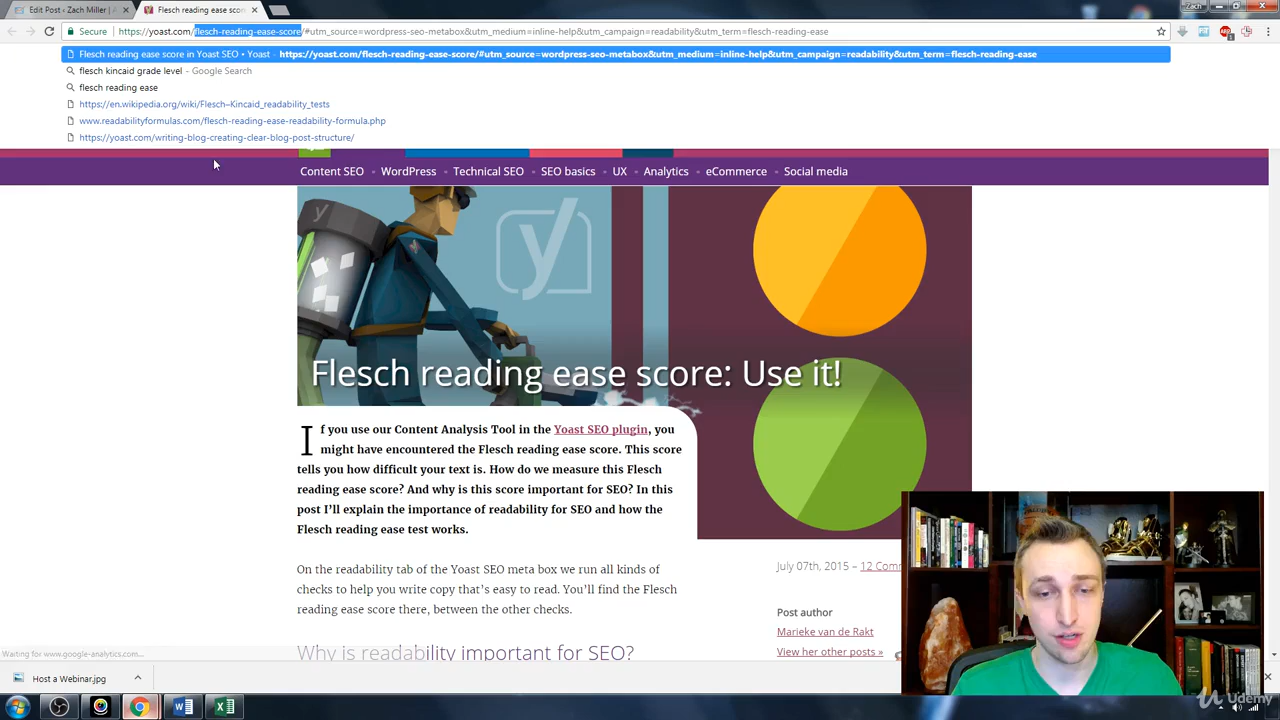 Edit Post ‹ Zach Miller |
Flesch reading ease sco
Zach
Secure
https://yoast.com/flesch-reading-ease-score/#utm_source=wordpress-seo-metabox&utm_medium=inline-help&utm_campaign=readability&utm_term=flesch-reading-ease
Flesch reading ease score in Yoast SEO • Yoast - https://yoast.com/flesch-reading-ease-score/#utm_source=wordpress-seo-metabox&utm_medium=inline-help&utm_campaign=readability&utm_term=flesch-reading-ease
flesch kincaid grade level - Google Search
flesch reading ease
https://en.wikipedia.org/wiki/Flesch–Kincaid_readability_tests
www.readabilityformulas.com/flesch-reading-ease-readability-formula.php
https://yoast.com/writing-blog-creating-clear-blog-post-structure/
Content SEO • WordPress • Technical SEO • SEO basics • UX • Analytics • eCommerce • Social media
y
Flesch reading ease score: Use it!
If you use our Content Analysis Tool in the Yoast SEO plugin, you
might have encountered the Flesch reading ease score. This score
tells you how difficult your text is. How do we measure this Flesch
reading ease score? And why is this score important for SEO? In this
post I'll explain the importance of readability for SEO and how the
Flesch reading ease test works.
July 07th, 2015 – 12 Comm
On the readability tab of the Yoast SEO meta box we run all kinds of
checks to help you write copy that's easy to read. You'll find the Flesch
reading ease score there, between the other checks.
Post author
Marieke van de Rakt
View her other posts »
Why is readability important for SEO?
Waiting for www.google-analytics.com...
Host a Webinar.jpg
Udemy